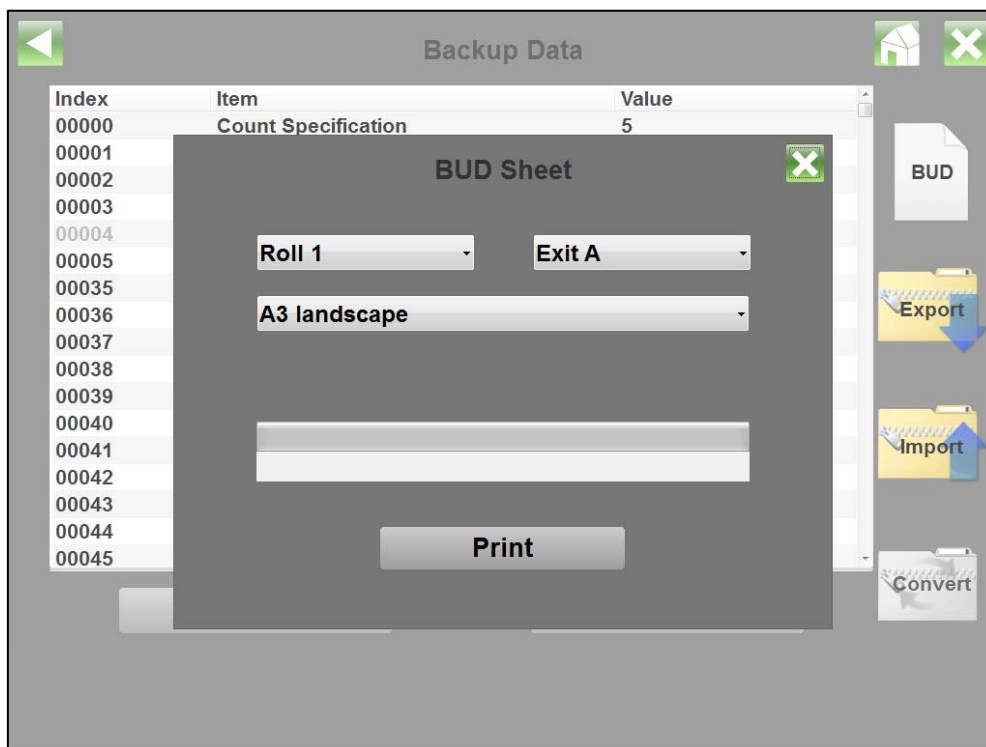 Backup Data
Index Item Value
00000 Count Specification 5
00001
00002
00003
00004
00005
00035
00036
00037
00038
00039
00040
00041
00042
00043
00044
00045
BUD Sheet
Roll 1 Exit A
A3 landscape
Print
BUD
Export
Import
Convert